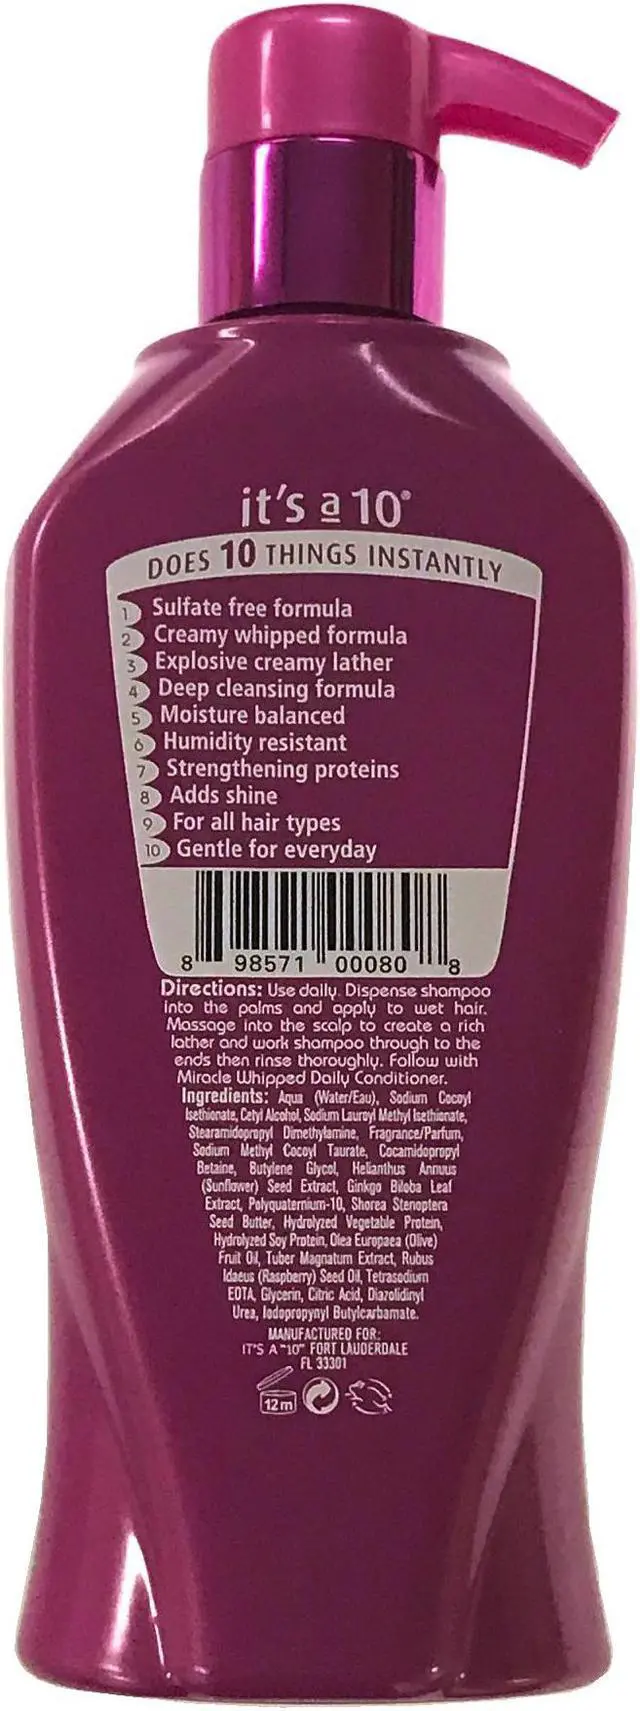 it's a 10®
DOES 10 THINGS INSTANTLY
1 Sulfate free formula
2 Creamy whipped formula
3 Explosive creamy lather
4 Deep cleansing formula
5 Moisture balanced
6 Humidity resistant
7 Strengthening proteins
8 Adds shine
9 For all hair types
10 Gentle for everyday
8 98571 00080 8
Directions: Use daily. Dispense shampoo
into the palms and apply to wet hair.
Massage into the scalp to create a rich
lather and work shampoo through to the
ends then rinse thoroughly. Follow with
Miracle Whipped Daily Conditioner.
Ingredients: Aqua (Water/Eau), Sodium Cocoyl
Isethionate, Cetyl Alcohol, Sodium Lauroyl Methyl Isethionate,
Stearamidopropyl Dimethylamine, Fragrance/Parfum,
Sodium Methyl Cocoyl Taurate, Cocamidopropyl
Betaine, Butylene Glycol, Helianthus Annuus
(Sunflower) Seed Extract, Ginkgo Biloba Leaf
Extract, Polyquaternium-10, Shorea Stenoptera
Seed Butter, Hydrolyzed Vegetable Protein,
Hydrolyzed Soy Protein, Olea Europaea (Olive)
Fruit Oil, Tuber Magnatum Extract, Rubus
Idaeus (Raspberry) Seed Oil, Tetrasodium
EDTA, Glycerin, Citric Acid, Diazolidinyl
Urea, Iodopropynyl Butylcarbamate.
MANUFACTURED FOR:
IT'S A "10" FORT LAUDERDALE
FL 33301
12m